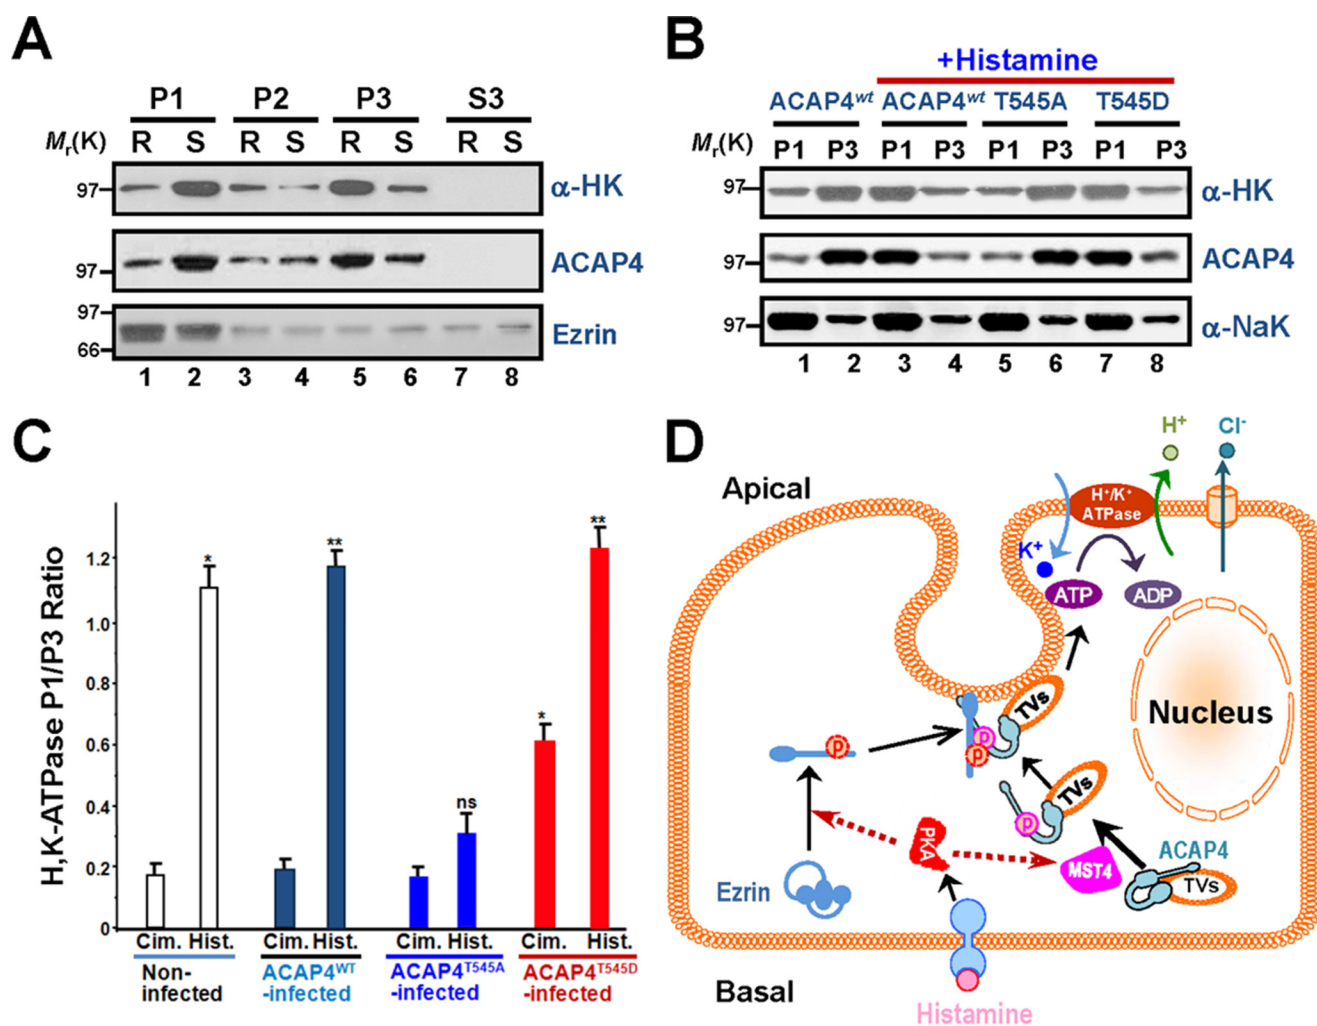 A
P1 P2 P3 S3
Mr(K) R S R S R S R S
97 α-HK
97 ACAP4
97
66 Ezrin
1 2 3 4 5 6 7 8
B
+Histamine
ACAP4wt ACAP4wt T545A T545D
Mr(K) P1 P3 P1 P3 P1 P3 P1 P3
97 α-HK
97 ACAP4
97 α-NaK
1 2 3 4 5 6 7 8
C
H,K-ATPase P1/P3 Ratio
1.2
1.0
0.8
0.6
0.4
0.2
0
* ** ns * **
Cim. Hist. Cim. Hist. Cim. Hist. Cim. Hist.
Non-
infected
ACAP4WT
-infected
ACAP4T545A
-infected
ACAP4T545D
-infected
D
Apical
H+ Cl-
H+/K+
ATPase
K+
ATP ADP
Nucleus
TVs
p
p
p
TVs
p
PKA
MST4
ACAP4
TVs
Ezrin
Basal
Histamine